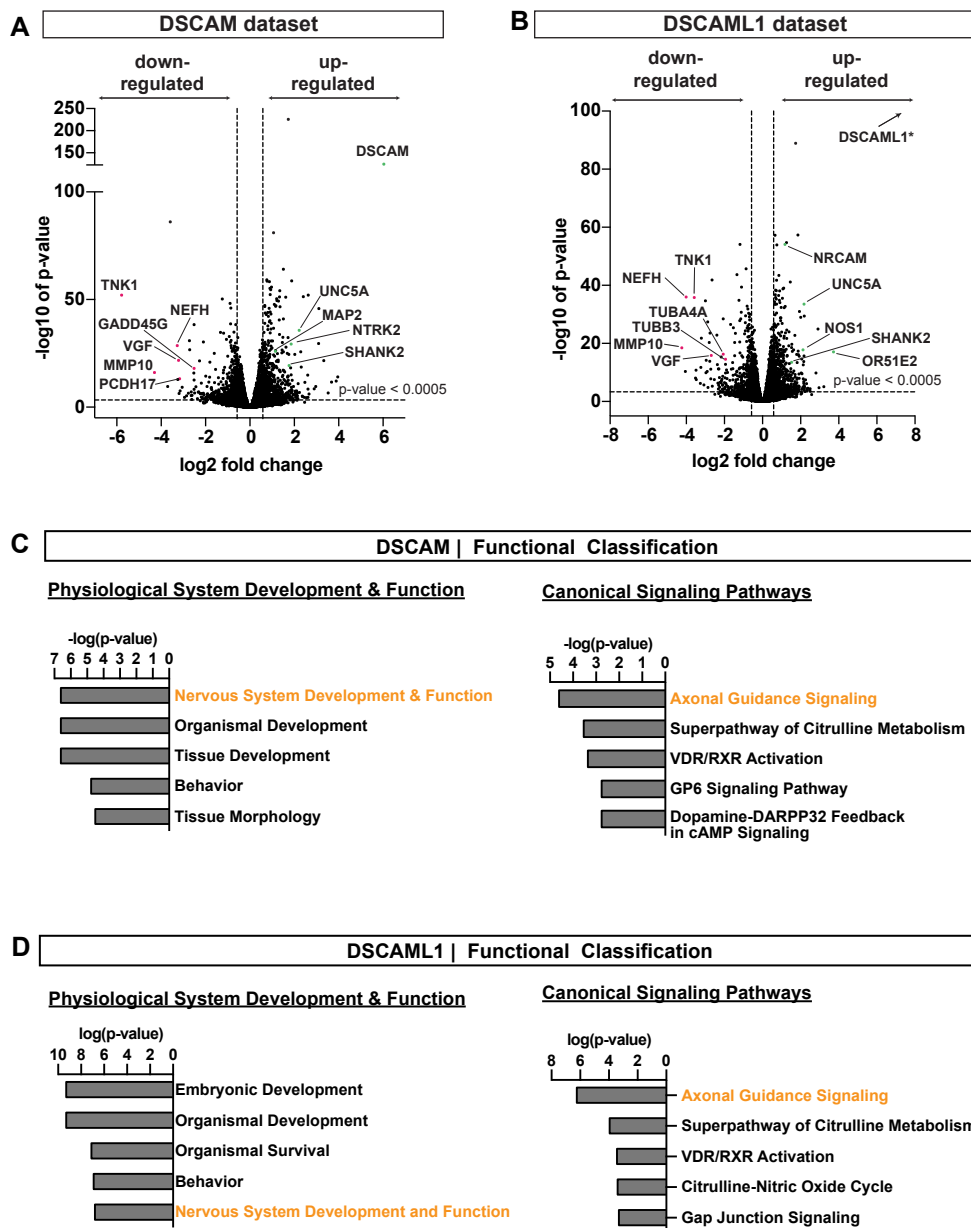 A
DSCAM dataset
down-
regulated
up-
regulated
250
200
150
100
50
0
-log10 of p-value
DSCAM
TNK1
NEFH
GADD45G
VGF
MMP10
PCDH17
UNC5A
MAP2
NTRK2
SHANK2
p-value < 0.0005
-6 -4 -2 0 2 4 6
log2 fold change
B
DSCAML1 dataset
down-
regulated
up-
regulated
100
80
60
40
20
0
-log10 of p-value
DSCAML1*
NRCAM
TNK1
NEFH
UNC5A
TUBA4A
TUBB3
NOS1
MMP10
SHANK2
VGF
OR51E2
p-value < 0.0005
-8 -6 -4 -2 0 2 4 6 8
log2 fold change
C
DSCAM | Functional Classification
Physiological System Development & Function
-log(p-value)
7 6 5 4 3 2 1 0
Nervous System Development & Function
Organismal Development
Tissue Development
Behavior
Tissue Morphology
Canonical Signaling Pathways
-log(p-value)
5 4 3 2 1 0
Axonal Guidance Signaling
Superpathway of Citrulline Metabolism
VDR/RXR Activation
GP6 Signaling Pathway
Dopamine-DARPP32 Feedback
in cAMP Signaling
D
DSCAML1 | Functional Classification
Physiological System Development & Function
log(p-value)
10 8 6 4 2 0
Embryonic Development
Organismal Development
Organismal Survival
Behavior
Nervous System Development and Function
Canonical Signaling Pathways
log(p-value)
8 6 4 2 0
Axonal Guidance Signaling
Superpathway of Citrulline Metabolism
VDR/RXR Activation
Citrulline-Nitric Oxide Cycle
Gap Junction Signaling